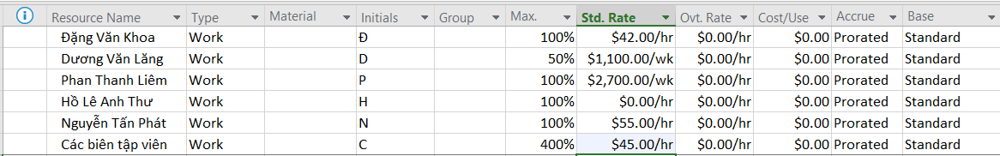 Resource Name Type Material Initials Group Max. Std. Rate Ovt. Rate Cost/Use Accrue Base
Đặng Văn Khoa Work Đ 100% $42.00/hr $0.00/hr $0.00 Prorated Standard
Dương Văn Lăng Work D 50% $1,100.00/wk $0.00/hr $0.00 Prorated Standard
Phan Thanh Liêm Work P 100% $2,700.00/wk $0.00/hr $0.00 Prorated Standard
Hồ Lê Anh Thư Work H 100% $0.00/hr $0.00/hr $0.00 Prorated Standard
Nguyễn Tấn Phát Work N 100% $55.00/hr $0.00/hr $0.00 Prorated Standard
Các biên tập viên Work C 400% $45.00/hr $0.00/hr $0.00 Prorated Standard